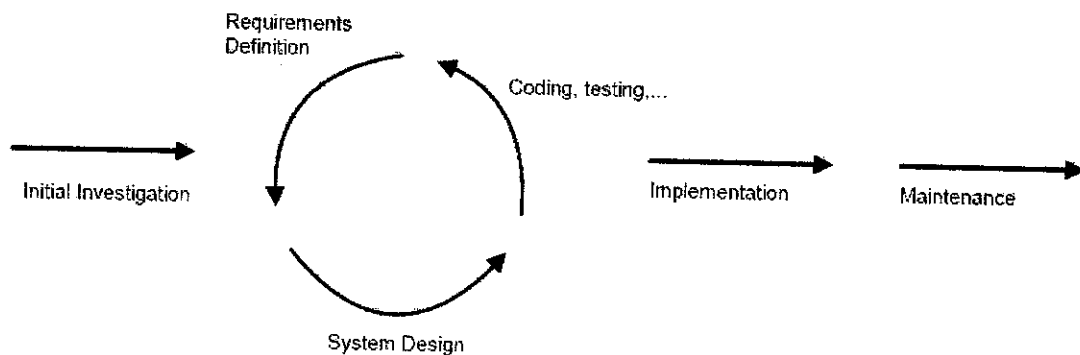 Requirements
Definition
Coding, testing,...
Initial Investigation
Implementation
Maintenance
System Design